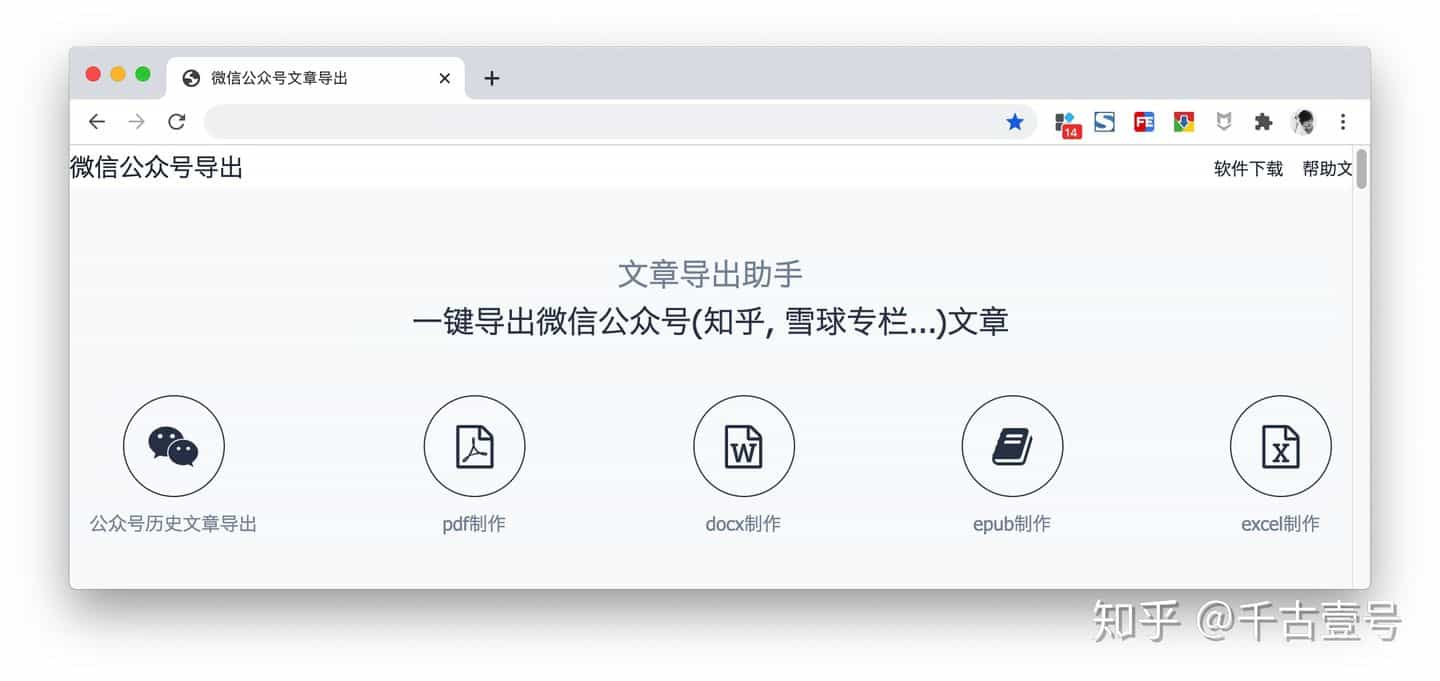 微信公众号文章导出
14
FE
微信公众号导出
软件下载 帮助文
文章导出助手
一键导出微信公众号(知乎, 雪球专栏...)文章
W
X
公众号历史文章导出 pdf制作 docx制作 epub制作 excel制作
知乎 @千古壹号